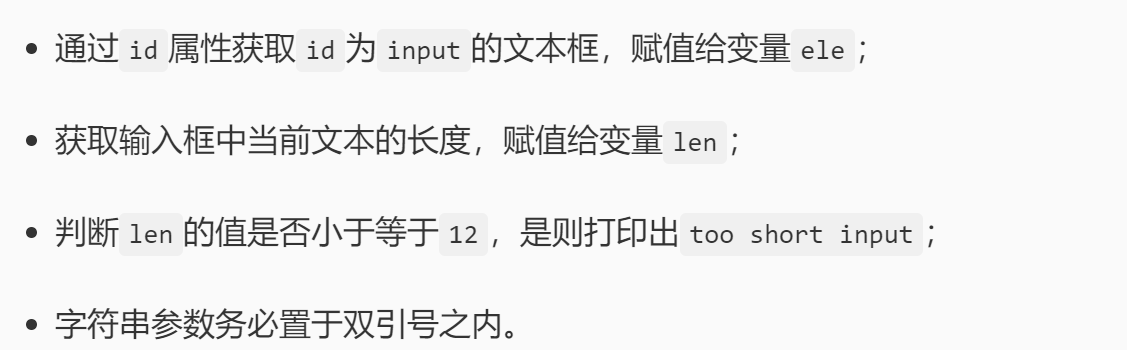 通过 id 属性获取 id 为 input 的文本框，赋值给变量 ele；
获取输入框中当前文本的长度，赋值给变量 len；
判断 len 的值是否小于等于 12，是则打印出 too short input；
字符串参数务必置于双引号之内。